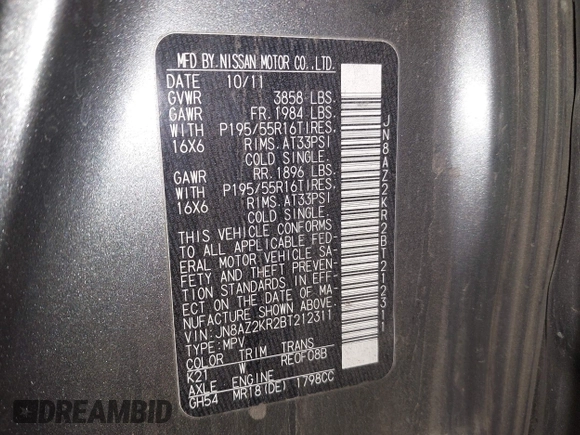 MFD BY.NISSAN MOTOR CO.,LTD.
DATE 10/11
GVWR 3858 LBS.
GAWR FR. 1984 LBS.
WITH P195/55R16TIRES,
16X6 RIMS. AT33PSI
COLD SINGLE.
GAWR RR. 1896 LBS.
WITH P195/55R16TIRES,
16X6 RIMS. AT33PSI
COLD SINGLE.
THIS VEHICLE CONFORMS
TO ALL APPLICABLE FED-
ERAL MOTOR VEHICLE SA-
FETY AND THEFT PREVEN-
TION STANDARDS IN EFF-
ECT ON THE DATE OF MA-
NUFACTURE SHOWN ABOVE.
VIN:JN8AZ2KR2BT212311
TYPE:MPV
COLOR TRIM TRANS
K21 W RE0F08B
AXLE ENGINE
GH54 MR18(DE) 1798CC
JN8AZ2KR2BT212311
DREAMBID